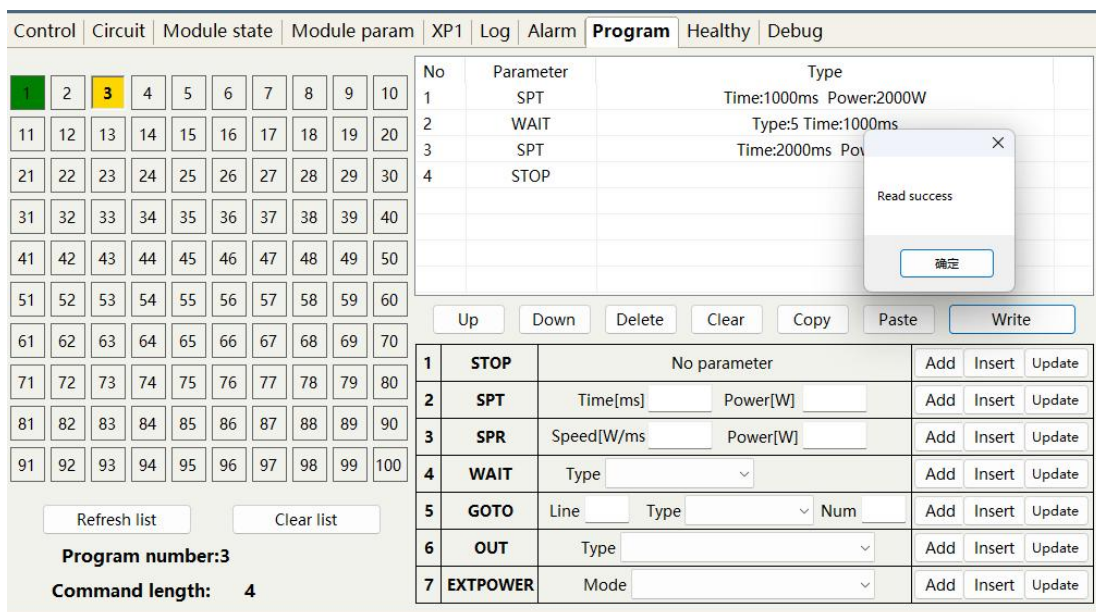 Control Circuit Module state Module param XP1 Log Alarm Program Healthy Debug
1 2 3 4 5 6 7 8 9 10
11 12 13 14 15 16 17 18 19 20
21 22 23 24 25 26 27 28 29 30
31 32 33 34 35 36 37 38 39 40
41 42 43 44 45 46 47 48 49 50
51 52 53 54 55 56 57 58 59 60
61 62 63 64 65 66 67 68 69 70
71 72 73 74 75 76 77 78 79 80
81 82 83 84 85 86 87 88 89 90
91 92 93 94 95 96 97 98 99 100
Refresh list Clear list
Program number:3
Command length: 4
No Parameter Type
1 SPT Time:1000ms Power:2000W
2 WAIT Type:5 Time:1000ms
3 SPT Time:2000ms
4 STOP
Read success
确定
Up Down Delete Clear Copy Paste Write
1 STOP No parameter Add Insert Update
2 SPT Time[ms] Power[W] Add Insert Update
3 SPR Speed[W/ms Power[W] Add Insert Update
4 WAIT Type Add Insert Update
5 GOTO Line Type Num Add Insert Update
6 OUT Type Add Insert Update
7 EXTPOWER Mode Add Insert Update